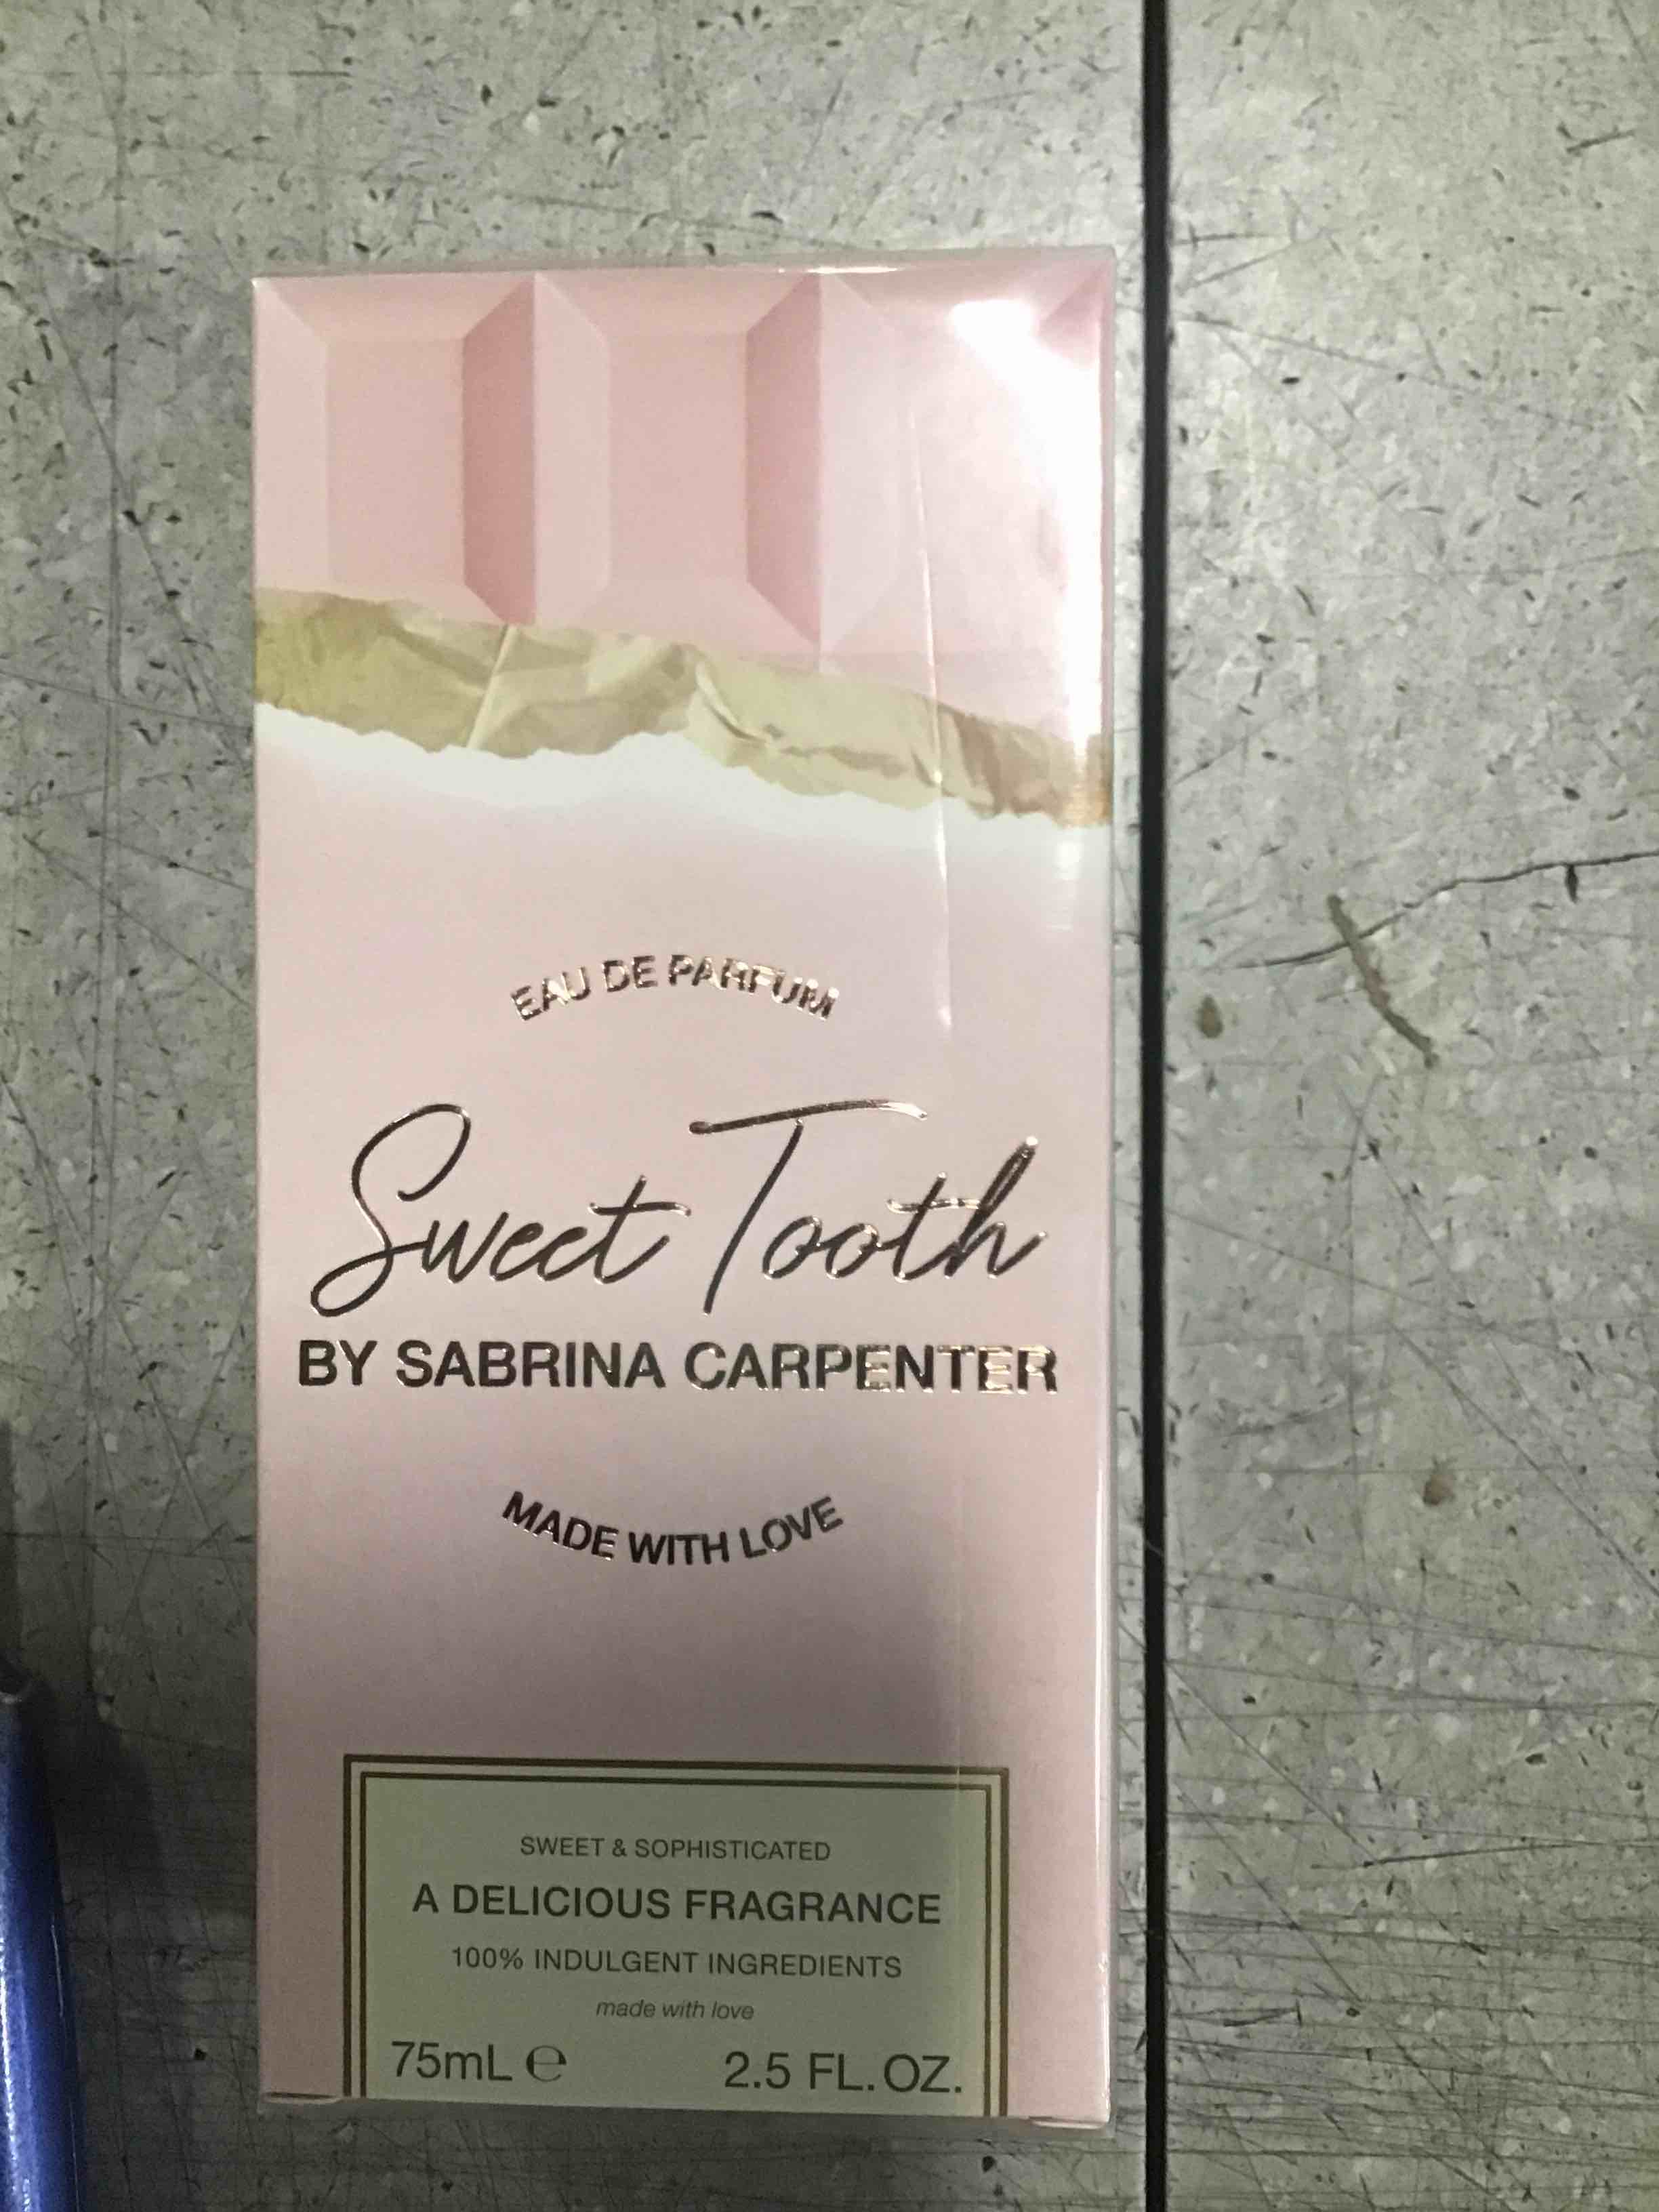 EAU DE PARFUM
Sweet Tooth
BY SABRINA CARPENTER
MADE WITH LOVE
SWEET & SOPHISTICATED
A DELICIOUS FRAGRANCE
100% INDULGENT INGREDIENTS
made with love
75mL ℮ 2.5 FL.OZ.